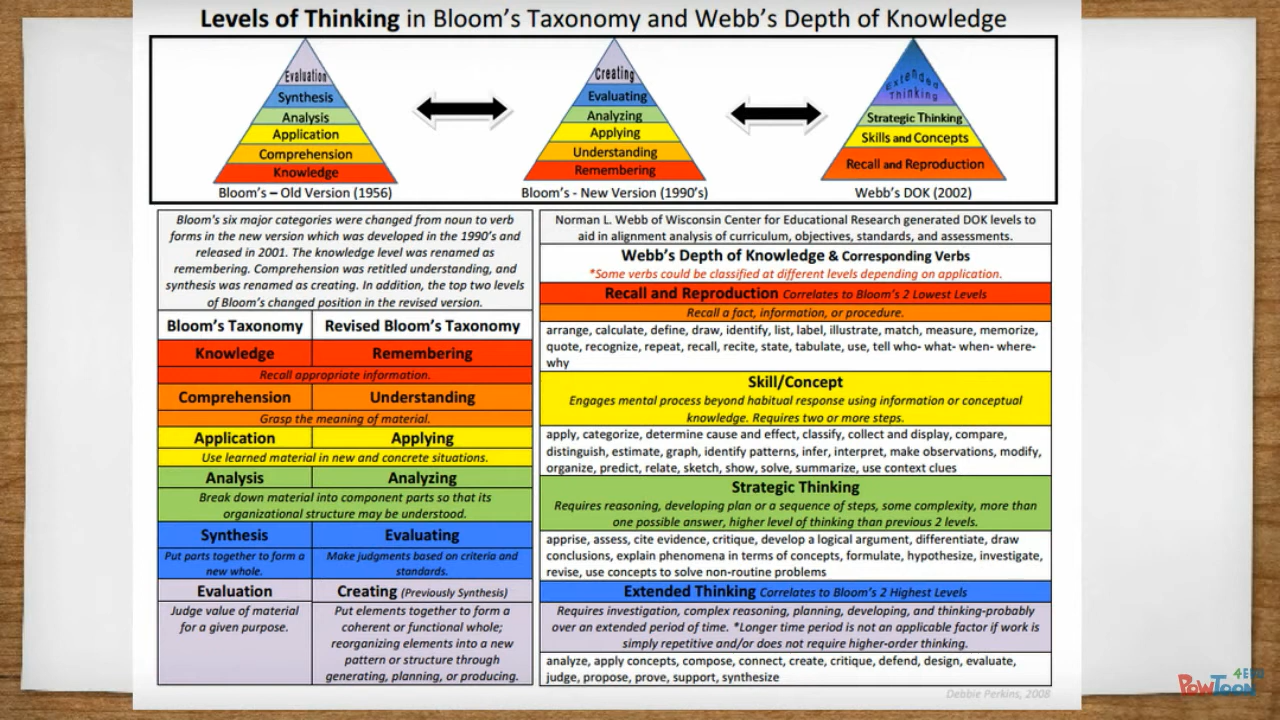 Levels of Thinking in Bloom's Taxonomy and Webb's Depth of Knowledge
Evaluation
Synthesis
Analysis
Application
Comprehension
Knowledge
Bloom's – Old Version (1956)
Creating
Evaluating
Analyzing
Applying
Understanding
Remembering
Bloom's - New Version (1990's)
Extended
Thinking
Strategic Thinking
Skills and Concepts
Recall and Reproduction
Webb's DOK (2002)
Bloom's six major categories were changed from noun to verb
forms in the new version which was developed in the 1990's and
released in 2001. The knowledge level was renamed as
remembering. Comprehension was retitled understanding, and
synthesis was renamed as creating. In addition, the top two levels
of Bloom's changed position in the revised version.
Bloom's Taxonomy
Revised Bloom's Taxonomy
Knowledge
Remembering
Recall appropriate information.
Comprehension
Understanding
Grasp the meaning of material.
Application
Applying
Use learned material in new and concrete situations.
Analysis
Analyzing
Break down material into component parts so that its
organizational structure may be understood.
Synthesis
Evaluating
Put parts together to form a
new whole.
Make judgments based on criteria and
standards.
Evaluation
Creating (Previously Synthesis)
Judge value of material
for a given purpose.
Put elements together to form a
coherent or functional whole;
reorganizing elements into a new
pattern or structure through
generating, planning, or producing.
Norman L. Webb of Wisconsin Center for Educational Research generated DOK levels to
aid in alignment analysis of curriculum, objectives, standards, and assessments.
Webb's Depth of Knowledge & Corresponding Verbs
*Some verbs could be classified at different levels depending on application.
Recall and Reproduction Correlates to Bloom's 2 Lowest Levels
Recall a fact, information, or procedure.
arrange, calculate, define, draw, identify, list, label, illustrate, match, measure, memorize,
quote, recognize, repeat, recall, recite, state, tabulate, use, tell who- what- when- where-
why
Skill/Concept
Engages mental process beyond habitual response using information or conceptual
knowledge. Requires two or more steps.
apply, categorize, determine cause and effect, classify, collect and display, compare,
distinguish, estimate, graph, identify patterns, infer, interpret, make observations, modify,
organize, predict, relate, sketch, show, solve, summarize, use context clues
Strategic Thinking
Requires reasoning, developing plan or a sequence of steps, some complexity, more than
one possible answer, higher level of thinking than previous 2 levels.
apprise, assess, cite evidence, critique, develop a logical argument, differentiate, draw
conclusions, explain phenomena in terms of concepts, formulate, hypothesize, investigate,
revise, use concepts to solve non-routine problems
Extended Thinking Correlates to Bloom's 2 Highest Levels
Requires investigation, complex reasoning, planning, developing, and thinking-probably
over an extended period of time. *Longer time period is not an applicable factor if work is
simply repetitive and/or does not require higher-order thinking.
analyze, apply concepts, compose, connect, create, critique, defend, design, evaluate,
judge, propose, prove, support, synthesize
Debbie Perkins, 2008
4EDU
PowToon